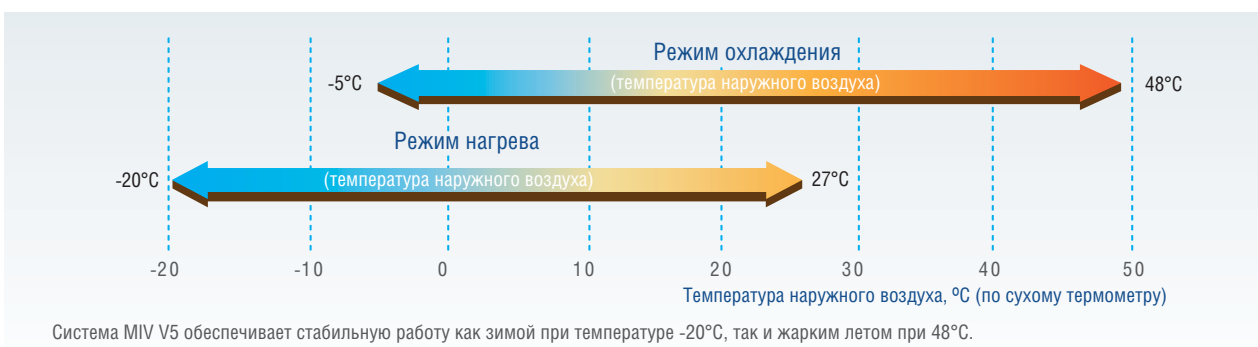 Режим охлаждения
-5°C (температура наружного воздуха) 48°C
Режим нагрева
-20°C (температура наружного воздуха) 27°C
-20 -10 0 10 20 30 40 50
Температура наружного воздуха, ºС (по сухому термометру)
Система MIV V5 обеспечивает стабильную работу как зимой при температуре -20°C, так и жарким летом при 48°C.